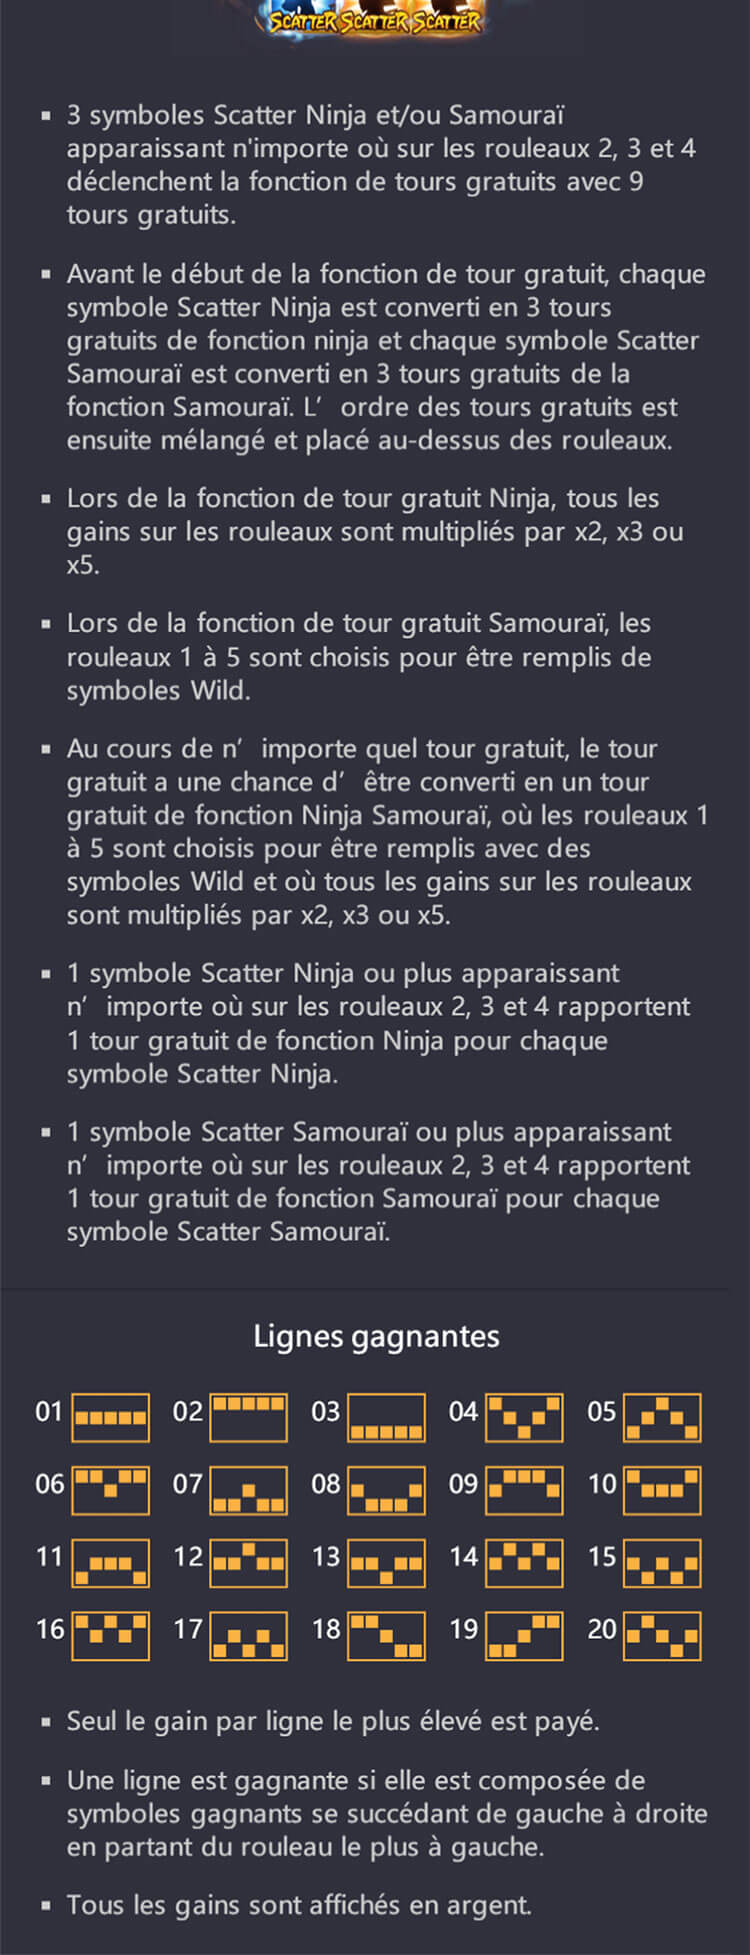 SCATTER SCATTER SCATTER
▪ 3 symboles Scatter Ninja et/ou Samouraï
apparaissant n'importe où sur les rouleaux 2, 3 et 4
déclenchent la fonction de tours gratuits avec 9
tours gratuits.
▪ Avant le début de la fonction de tour gratuit, chaque
symbole Scatter Ninja est converti en 3 tours
gratuits de fonction ninja et chaque symbole Scatter
Samouraï est converti en 3 tours gratuits de la
fonction Samouraï. L’ ordre des tours gratuits est
ensuite mélangé et placé au-dessus des rouleaux.
▪ Lors de la fonction de tour gratuit Ninja, tous les
gains sur les rouleaux sont multipliés par x2, x3 ou
x5.
▪ Lors de la fonction de tour gratuit Samouraï, les
rouleaux 1 à 5 sont choisis pour être remplis de
symboles Wild.
▪ Au cours de n’ importe quel tour gratuit, le tour
gratuit a une chance d’ être converti en un tour
gratuit de fonction Ninja Samouraï, où les rouleaux 1
à 5 sont choisis pour être remplis avec des
symboles Wild et où tous les gains sur les rouleaux
sont multipliés par x2, x3 ou x5.
▪ 1 symbole Scatter Ninja ou plus apparaissant
n’ importe où sur les rouleaux 2, 3 et 4 rapportent
1 tour gratuit de fonction Ninja pour chaque
symbole Scatter Ninja.
▪ 1 symbole Scatter Samouraï ou plus apparaissant
n’ importe où sur les rouleaux 2, 3 et 4 rapportent
1 tour gratuit de fonction Samouraï pour chaque
symbole Scatter Samouraï.
Lignes gagnantes
01 02 03 04 05
06 07 08 09 10
11 12 13 14 15
16 17 18 19 20
▪ Seul le gain par ligne le plus élevé est payé.
▪ Une ligne est gagnante si elle est composée de
symboles gagnants se succédant de gauche à droite
en partant du rouleau le plus à gauche.
▪ Tous les gains sont affichés en argent.